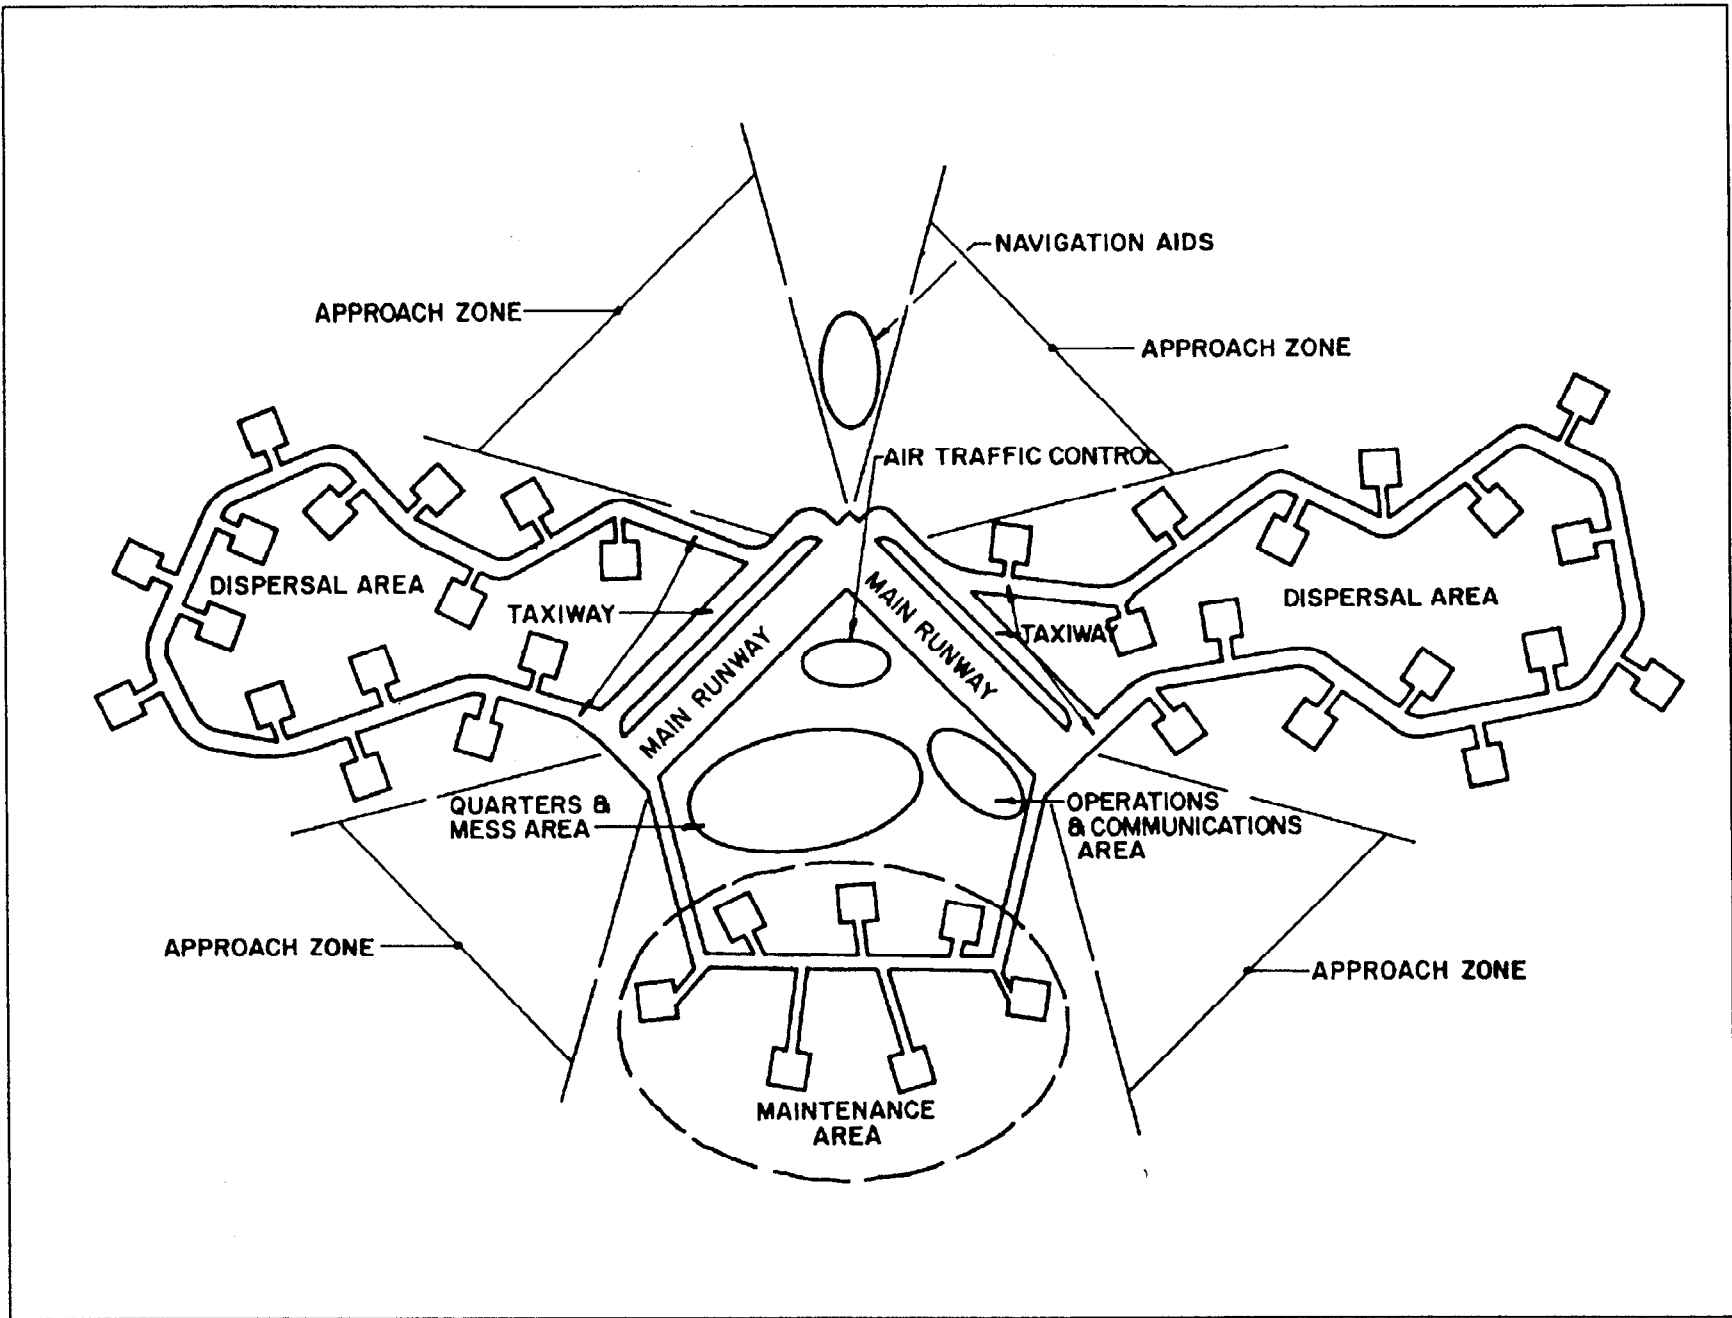 NAVIGATION AIDS
APPROACH ZONE
APPROACH ZONE
AIR TRAFFIC CONTROL
DISPERSAL AREA
TAXIWAY
MAIN RUNWAY
MAIN RUNWAY
TAXIWAY
DISPERSAL AREA
QUARTERS &
MESS AREA
OPERATIONS
& COMMUNICATIONS
AREA
APPROACH ZONE
APPROACH ZONE
MAINTENANCE
AREA